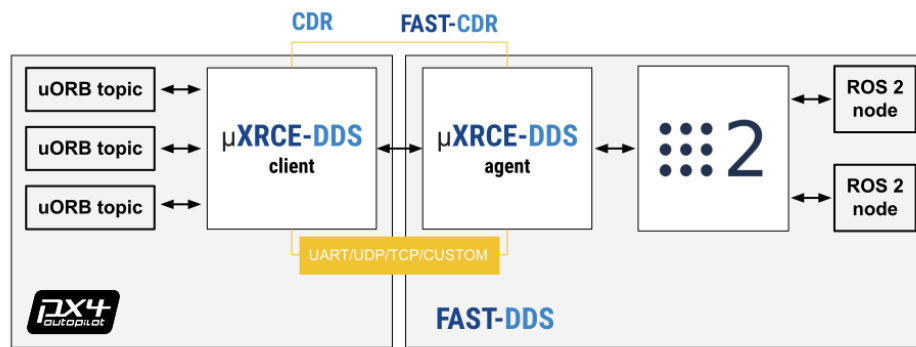 CDR FAST-CDR
uORB topic
uORB topic
uORB topic
µXRCE-DDS
client
µXRCE-DDS
agent
2
ROS 2
node
ROS 2
node
UART/UDP/TCP/CUSTOM
px4
autopilot
FAST-DDS